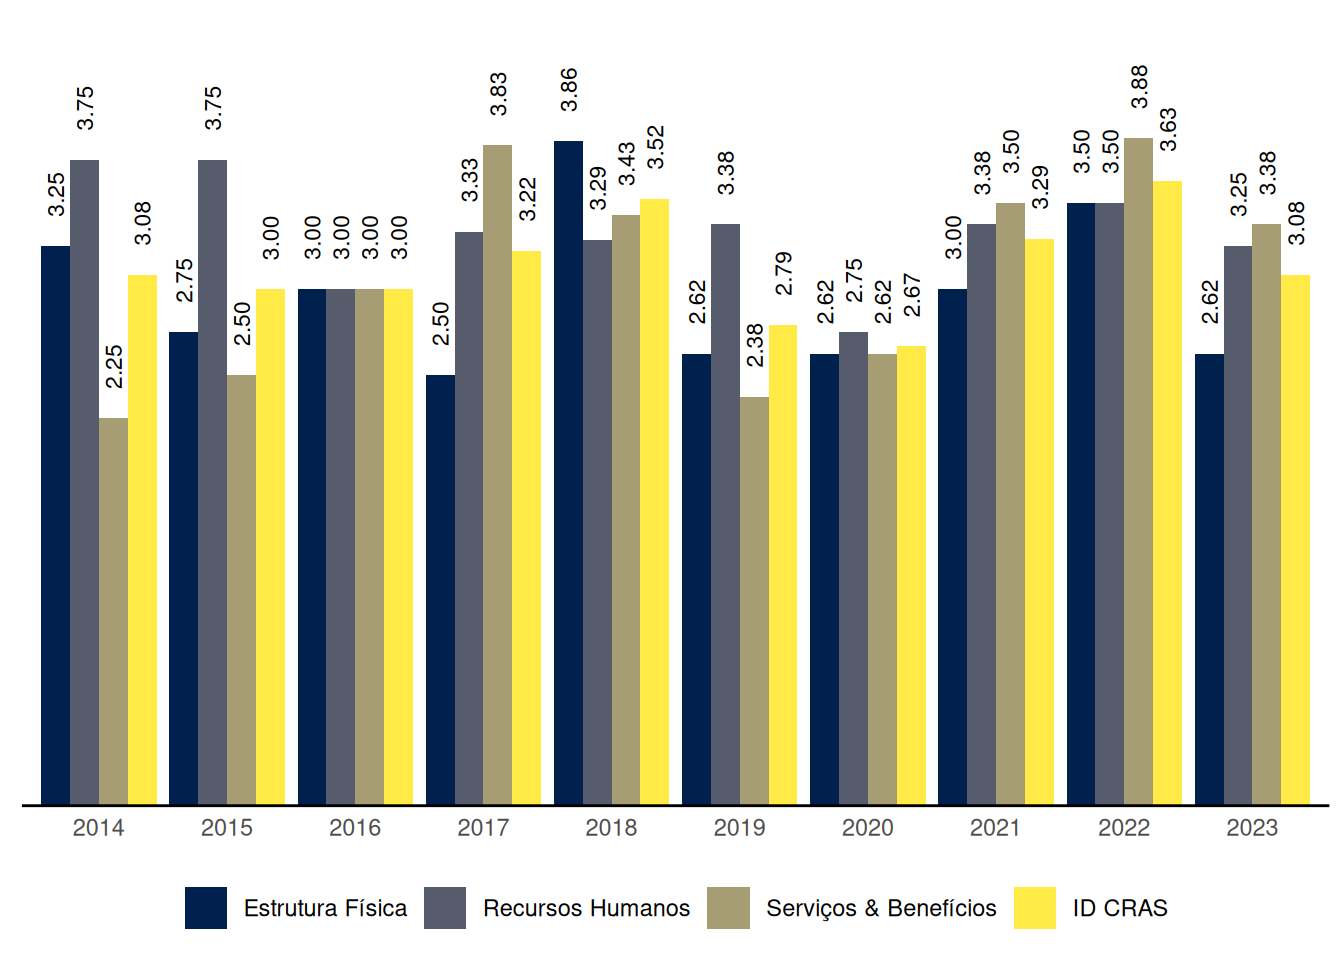 3.25 3.75 2.25 3.08
2.75 3.75 2.50 3.00
3.00 3.00 3.00 3.00
2.50 3.33 3.83 3.22
3.86 3.29 3.43 3.52
2.62 3.38 2.38 2.79
2.62 2.75 2.62 2.67
3.00 3.38 3.50 3.29
3.50 3.50 3.88 3.63
2.62 3.25 3.38 3.08
2014 2015 2016 2017 2018 2019 2020 2021 2022 2023
Estrutura Física Recursos Humanos Serviços & Benefícios ID CRAS